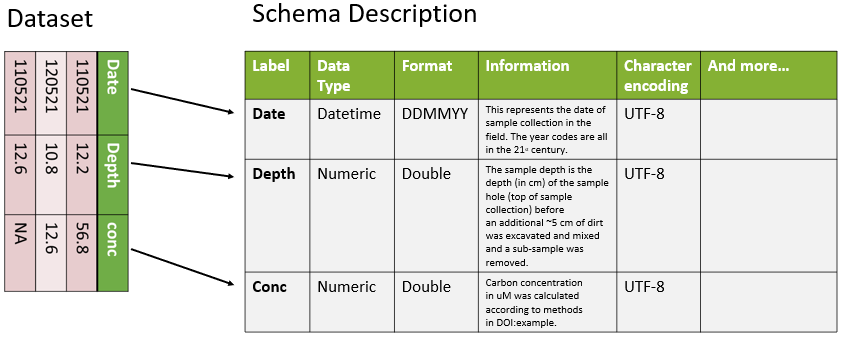 Dataset
Schema Description
Date Depth conc
110521 12.2 56.8
120521 10.8 12.6
110521 12.6 NA
Label Data Type Format Information Character encoding And more...
Date Datetime DDMMYY This represents the date of sample collection in the field. The year codes are all in the 21st century. UTF-8
Depth Numeric Double The sample depth is the depth (in cm) of the sample hole (top of sample collection) before an additional ~5 cm of dirt was excavated and mixed and a sub-sample was removed. UTF-8
Conc Numeric Double Carbon concentration in uM was calculated according to methods in DOI:example. UTF-8